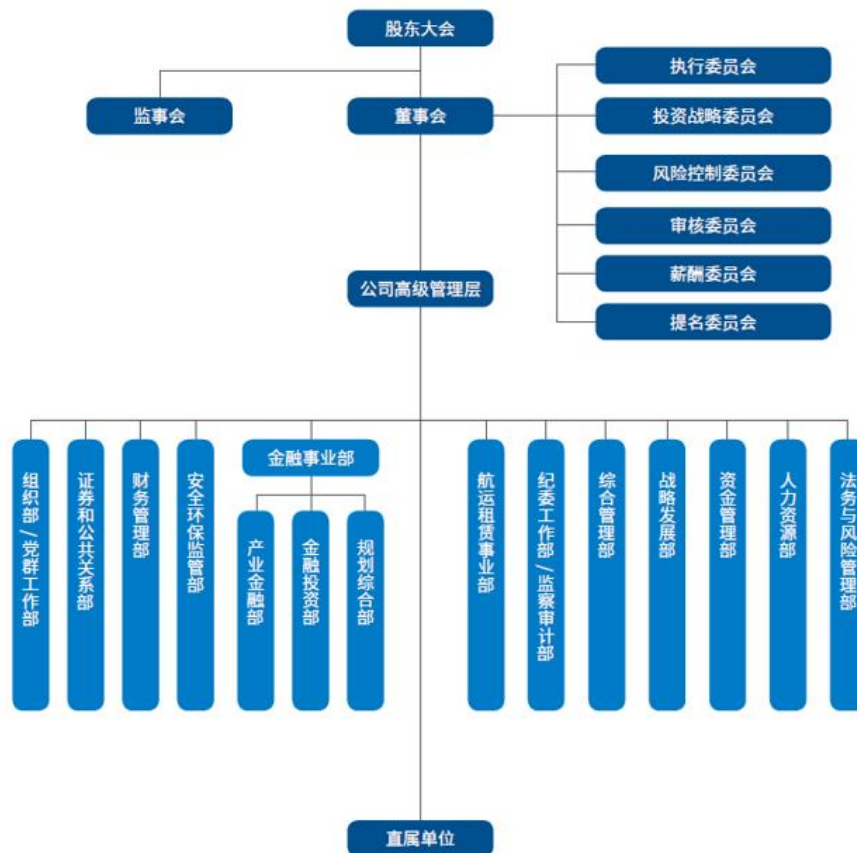 股东大会
监事会
董事会
执行委员会
投资战略委员会
风险控制委员会
审核委员会
薪酬委员会
提名委员会
公司高级管理层
组织部/党群工作部
证券和公共关系部
财务管理部
安全环保监管部
金融事业部
产业金融部
金融投资部
规划综合部
航运租赁事业部
纪委工作部/监察审计部
综合管理部
战略发展部
资金管理部
人力资源部
法务与风险管理部
直属单位